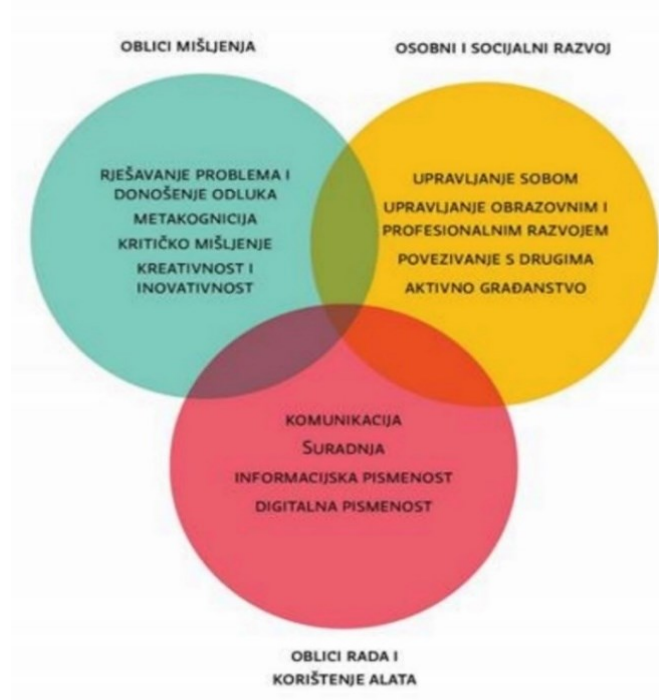 OBLICI MIŠLJENJA
OSOBNI I SOCIJALNI RAZVOJ
RJEŠAVANJE PROBLEMA I
DONOŠENJE ODLUKA
METAKOGNICIJA
KRITIČKO MIŠLJENJE
KREATIVNOST I
INOVATIVNOST
UPRAVLJANJE SOBOM
UPRAVLJANJE OBRAZOVNIM I
PROFESIONALNIM RAZVOJEM
POVEZIVANJE S DRUGIMA
AKTIVNO GRAĐANSTVO
KOMUNIKACIJA
SURADNJA
INFORMACIJSKA PISMENOST
DIGITALNA PISMENOST
OBLICI RADA I
KORIŠTENJE ALATA